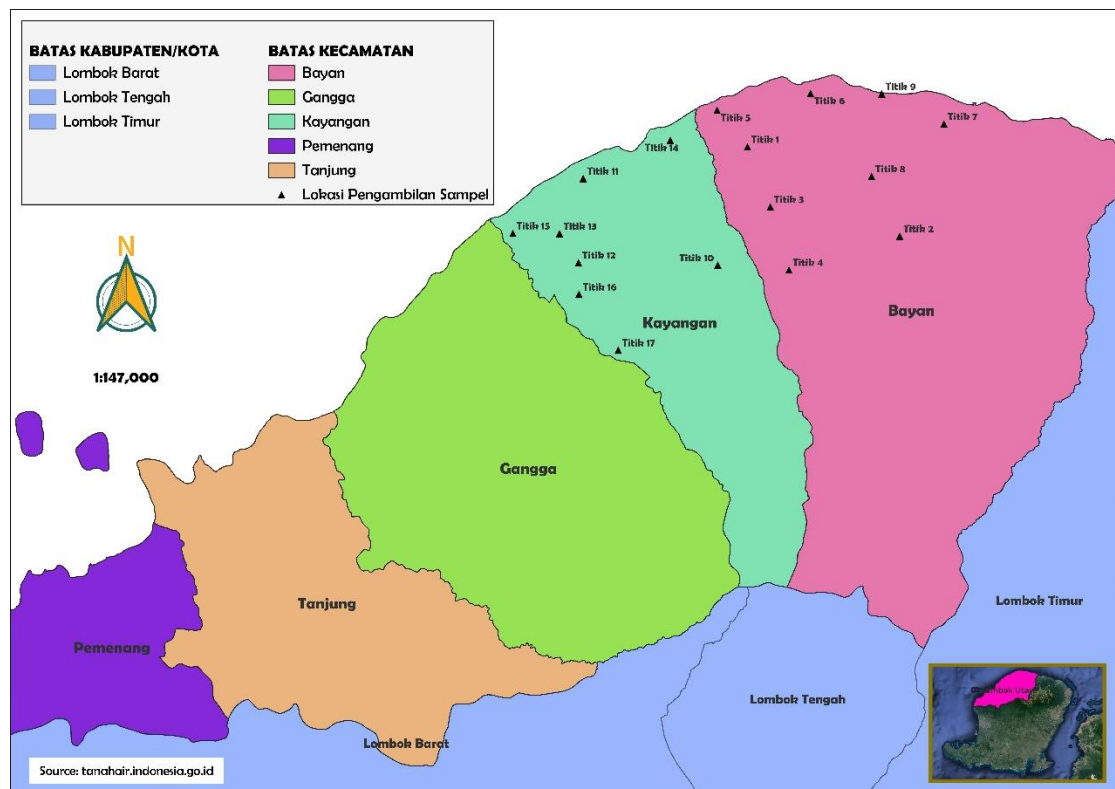 BATAS KABUPATEN/KOTA
Lombok Barat
Lombok Tengah
Lombok Timur
BATAS KECAMATAN
Bayan
Gangga
Kayangan
Pemenang
Tanjung
Lokasi Pengambilan Sampel
N
1:147,000
Titik 9
Titik 6
Titik 5
Titik 7
Titik 14
Titik 1
Titik 11
Titik 8
Titik 3
Titik 15
Titik 13
Titik 2
Titik 12
Titik 10
Titik 4
Titik 16
Bayan
Kayangan
Titik 17
Gangga
Tanjung
Lombok Timur
Pemenang
Lombok Tengah
Lombok Barat
Source: tanahair.indonesia.go.id